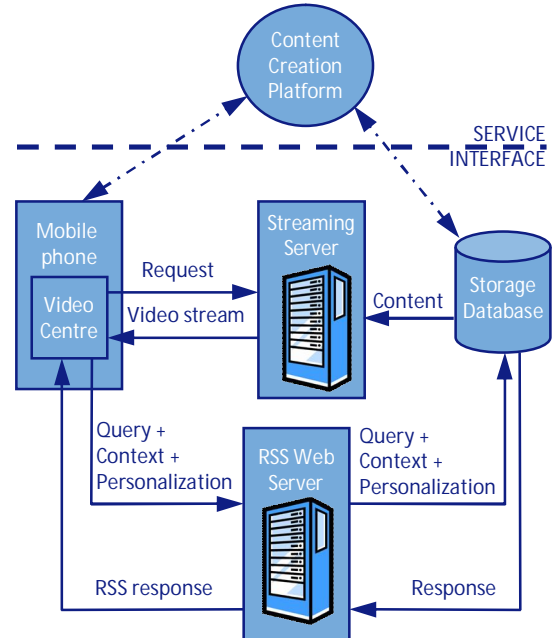 Content
Creation
Platform
SERVICE
INTERFACE
Mobile
phone
Video
Centre
Request
Video stream
Streaming
Server
Content
Storage
Database
Query +
Context +
Personalization
RSS Web
Server
Query +
Context +
Personalization
RSS response
Response